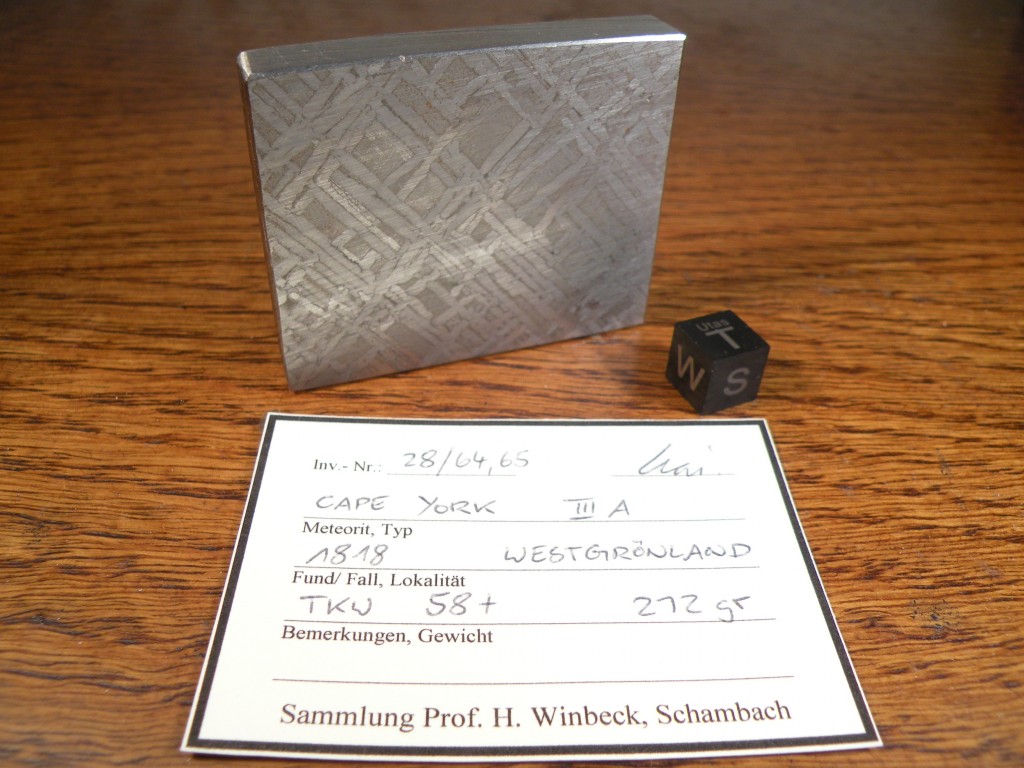 Utas
T
W S
Inv.- Nr.: 28/64,65
CAPE YORK III A
Meteorit, Typ
1818 WESTGRÖNLAND
Fund/ Fall, Lokalität
TKW 58t 272 gr
Bemerkungen, Gewicht
Sammlung Prof. H. Winbeck, Schambach